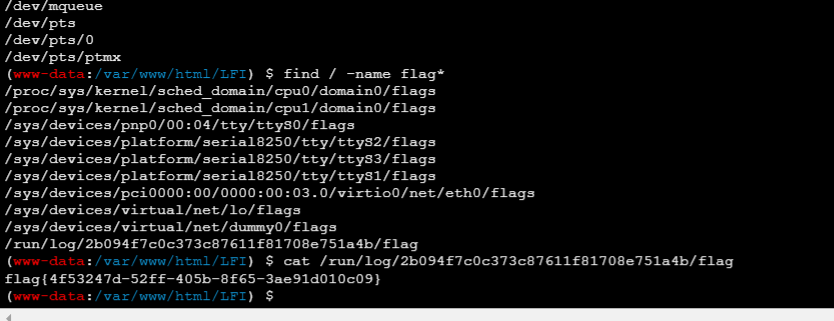 /dev/mqueue
/dev/pts
/dev/pts/0
/dev/pts/ptmx
(www-data:/var/www/html/LFI) $ find / -name flag*
/proc/sys/kernel/sched_domain/cpu0/domain0/flags
/proc/sys/kernel/sched_domain/cpu1/domain0/flags
/sys/devices/pnp0/00:04/tty/ttyS0/flags
/sys/devices/platform/serial8250/tty/ttyS2/flags
/sys/devices/platform/serial8250/tty/ttyS3/flags
/sys/devices/platform/serial8250/tty/ttyS1/flags
/sys/devices/pci0000:00/0000:00:03.0/virtio0/net/eth0/flags
/sys/devices/virtual/net/lo/flags
/sys/devices/virtual/net/dummy0/flags
/run/log/2b094f7c0c373c87611f81708e751a4b/flag
(www-data:/var/www/html/LFI) $ cat /run/log/2b094f7c0c373c87611f81708e751a4b/flag
flag{4f53247d-52ff-405b-8f65-3ae91d010c09}
(www-data:/var/www/html/LFI) $